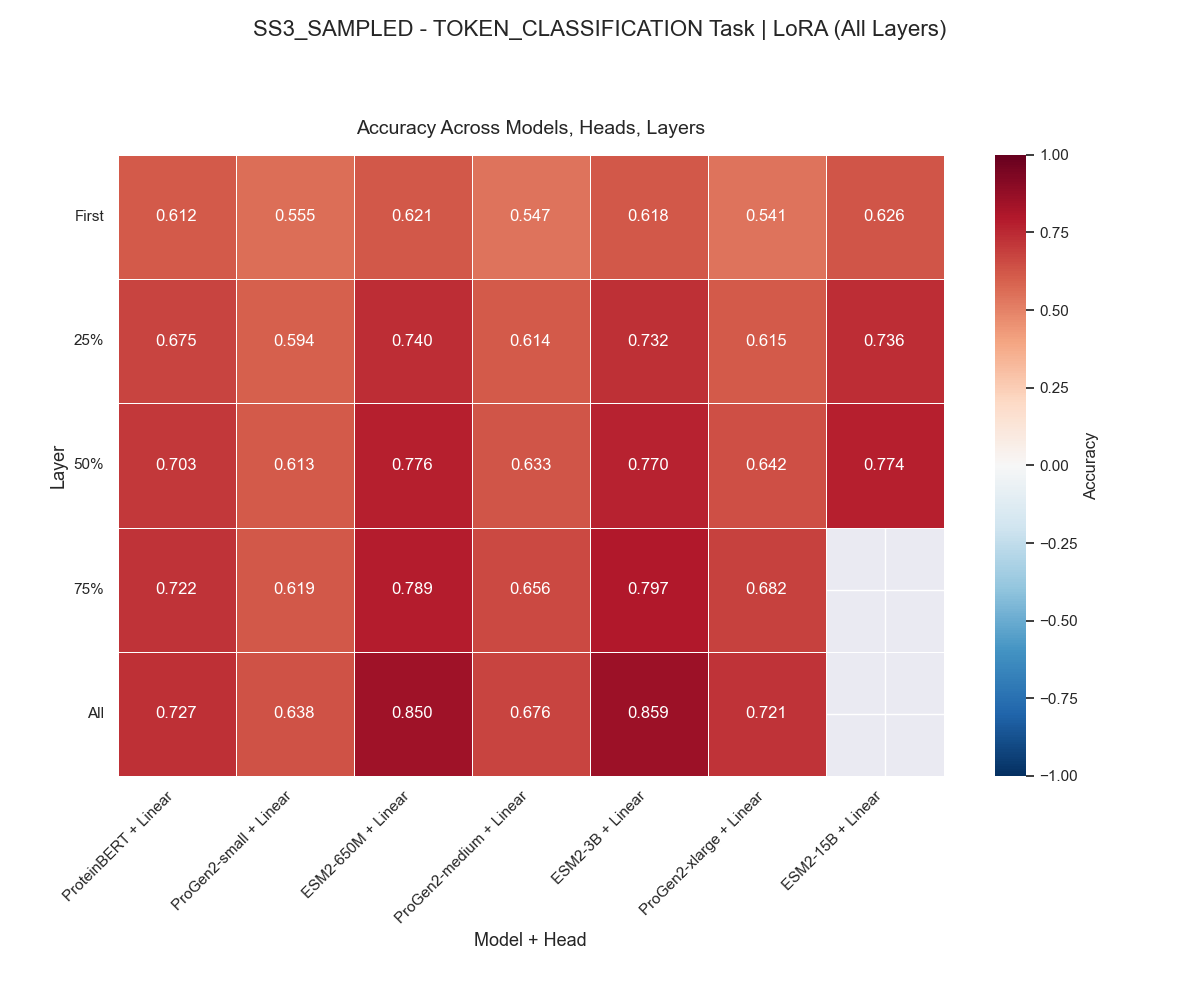 SS3_SAMPLED - TOKEN_CLASSIFICATION Task | LoRA (All Layers)
Accuracy Across Models, Heads, Layers
First 0.612 0.555 0.621 0.547 0.618 0.541 0.626
25% 0.675 0.594 0.740 0.614 0.732 0.615 0.736
50% 0.703 0.613 0.776 0.633 0.770 0.642 0.774
75% 0.722 0.619 0.789 0.656 0.797 0.682
All 0.727 0.638 0.850 0.676 0.859 0.721
Layer
ProteinBERT + Linear
ProGen2-small + Linear
ESM2-650M + Linear
ProGen2-medium + Linear
ESM2-3B + Linear
ProGen2-xlarge + Linear
ESM2-15B + Linear
Model + Head
1.00
0.75
0.50
0.25
0.00
−0.25
−0.50
−0.75
−1.00
Accuracy